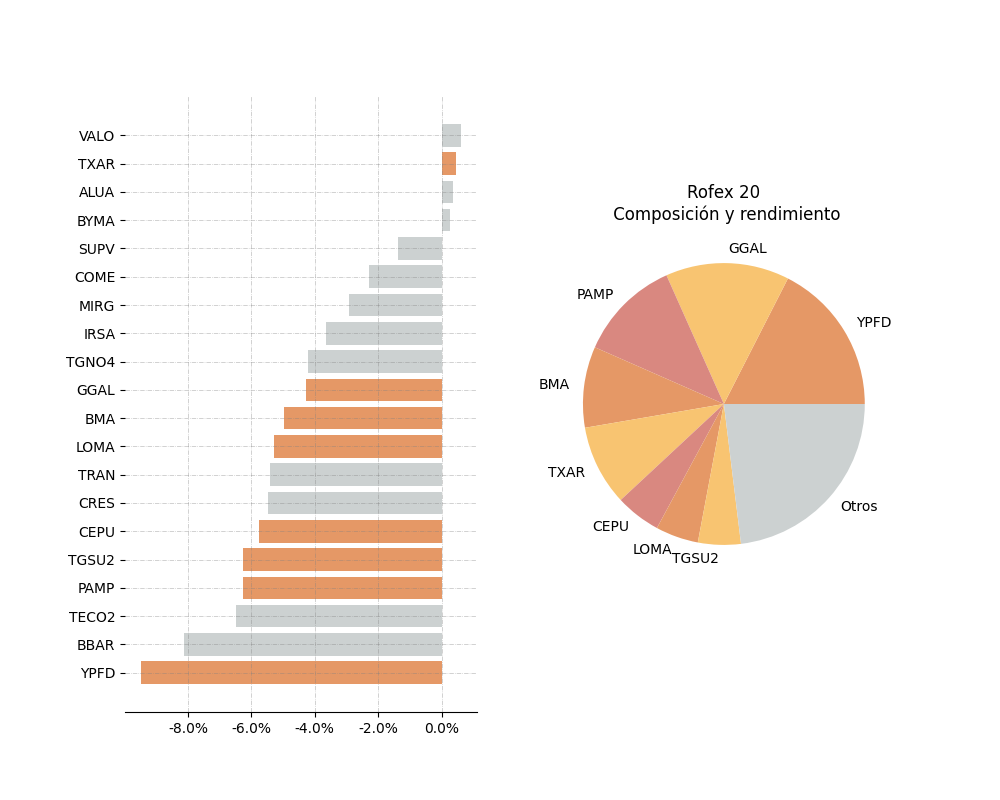 VALO
TXAR
ALUA
BYMA
SUPV
COME
MIRG
IRSA
TGNO4
GGAL
BMA
LOMA
TRAN
CRES
CEPU
TGSU2
PAMP
TECO2
BBAR
YPFD
-8.0% -6.0% -4.0% -2.0% 0.0%
Rofex 20
Composición y rendimiento
GGAL
PAMP
YPFD
BMA
TXAR
Otros
CEPU
LOMA
TGSU2